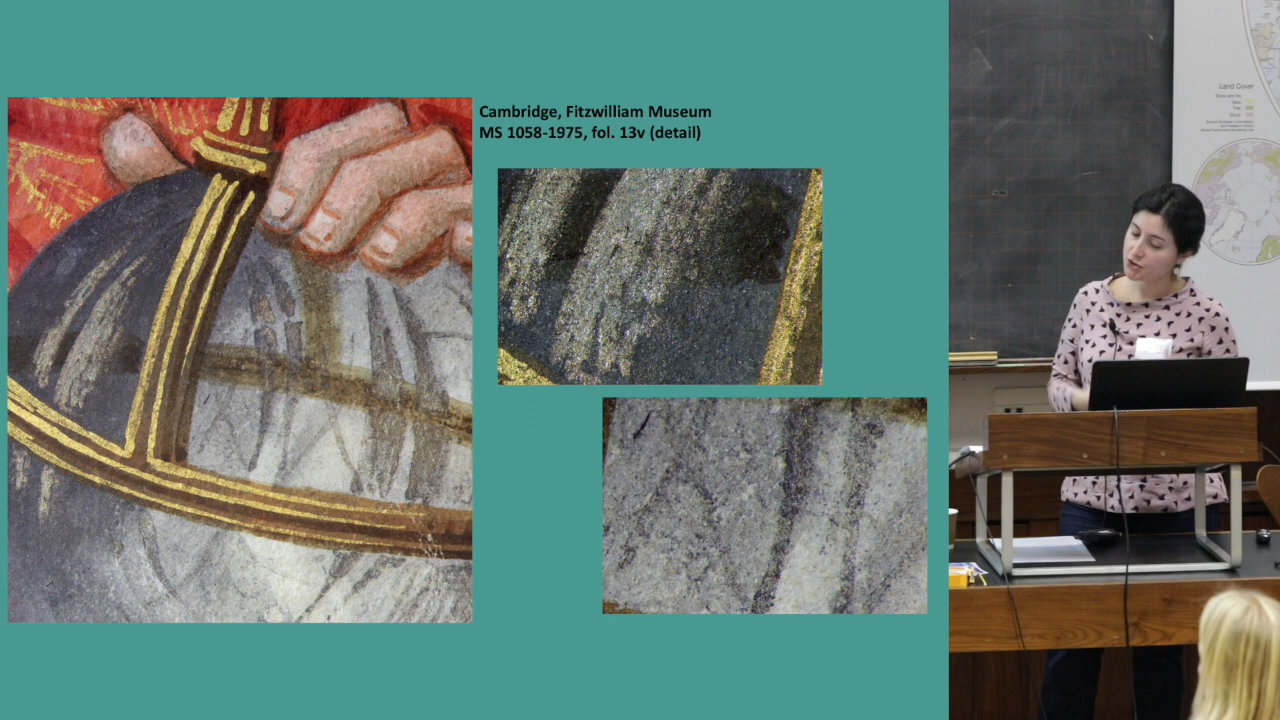 Cambridge, Fitzwilliam Museum
MS 1058-1975, fol. 13v (detail)
Land Cover